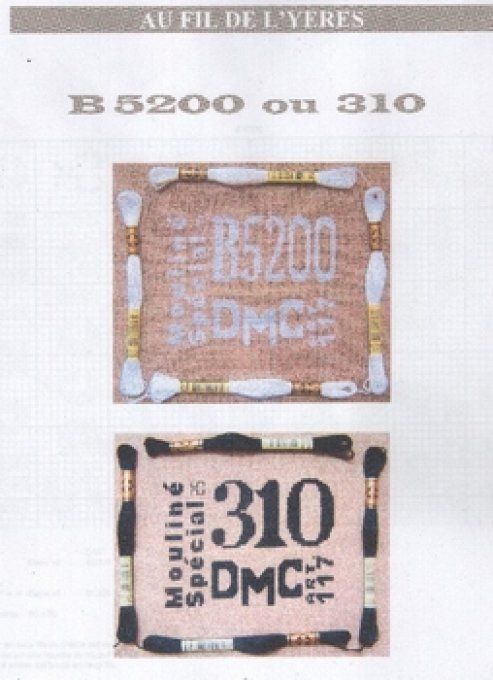 AU FIL DE L'YERES
B 5200 ou 310
Mouliné
Spécial
B5200
DMC
117
Mouliné
Spécial 25
310
DMC
ART
117